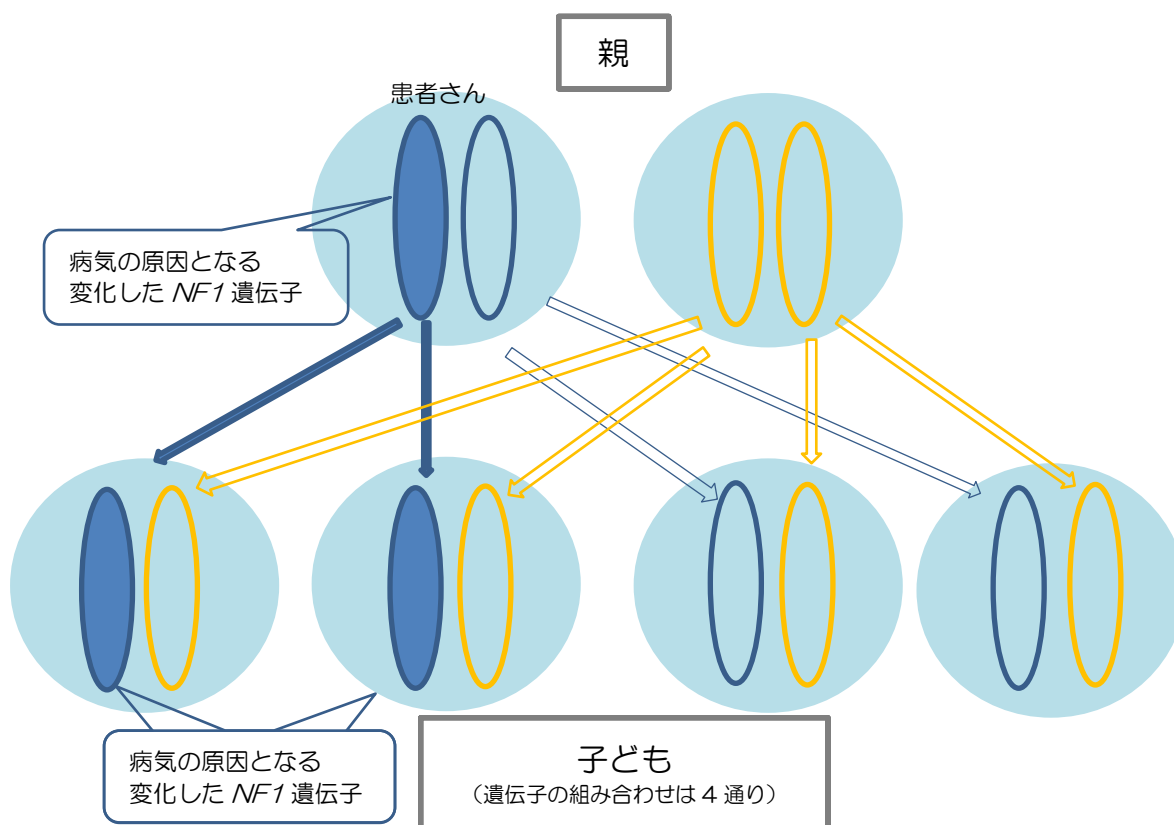 親
患者さん
病気の原因となる
変化した NF1 遺伝子
病気の原因となる
変化した NF1 遺伝子
子ども
（遺伝子の組み合わせは 4 通り）